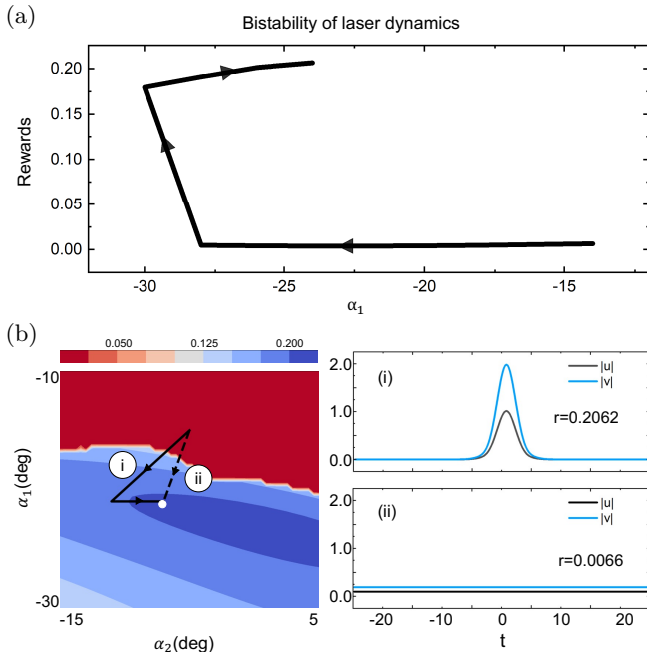 (a)
Bistability of laser dynamics
Rewards
0.20
0.15
0.10
0.05
0.00
-30 -25 -20 -15
α₁
(b)
0.050 0.125 0.200
-10
α₁(deg)
-30
i
ii
-15 5
α₂(deg)
2.0
1.0
0.0
(i)
|u|
|v|
r=0.2062
2.0
1.0
0.0
(ii)
|u|
|v|
r=0.0066
-20 -10 0 10 20
t